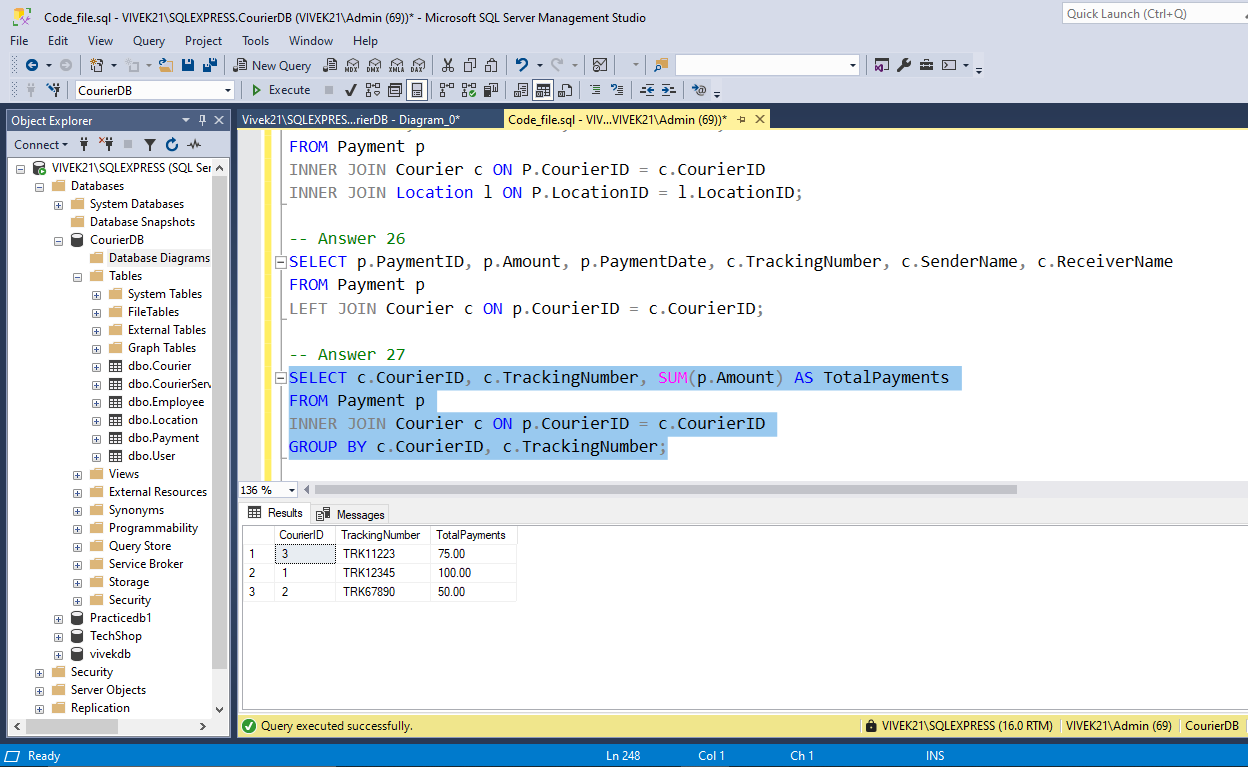 Code_file.sql - VIVEK21\SQLEXPRESS.CourierDB (VIVEK21\Admin (69))* - Microsoft SQL Server Management Studio
Quick Launch (Ctrl+Q)
File Edit View Query Project Tools Window Help
New Query MDX DMX XMLA DAX
CourierDB Execute
Object Explorer
Vivek21\SQLEXPRES...rierDB - Diagram_0*
Code_file.sql - VIV...VIVEK21\Admin (69))*
Connect
VIVEK21\SQLEXPRESS (SQL Ser
Databases
System Databases
Database Snapshots
CourierDB
Database Diagrams
Tables
System Tables
FileTables
External Tables
Graph Tables
dbo.Courier
dbo.CourierServ
dbo.Employee
dbo.Location
dbo.Payment
dbo.User
Views
External Resources
Synonyms
Programmability
Query Store
Service Broker
Storage
Security
Practicedb1
TechShop
vivekdb
Security
Server Objects
Replication
FROM Payment p
INNER JOIN Courier c ON P.CourierID = c.CourierID
INNER JOIN Location l ON P.LocationID = l.LocationID;
-- Answer 26
SELECT p.PaymentID, p.Amount, p.PaymentDate, c.TrackingNumber, c.SenderName, c.ReceiverName
FROM Payment p
LEFT JOIN Courier c ON p.CourierID = c.CourierID;
-- Answer 27
SELECT c.CourierID, c.TrackingNumber, SUM(p.Amount) AS TotalPayments
FROM Payment p
INNER JOIN Courier c ON p.CourierID = c.CourierID
GROUP BY c.CourierID, c.TrackingNumber;
136 %
Results Messages
CourierID TrackingNumber TotalPayments
1 3 TRK11223 75.00
2 1 TRK12345 100.00
3 2 TRK67890 50.00
Query executed successfully.
VIVEK21\SQLEXPRESS (16.0 RTM) VIVEK21\Admin (69) CourierDB
Ready Ln 248 Col 1 Ch 1 INS